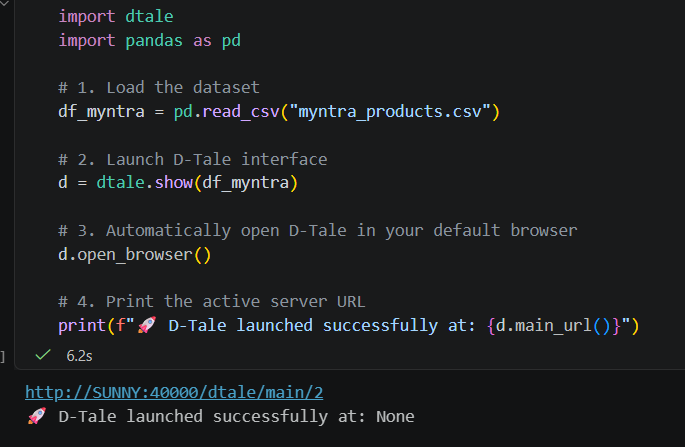 import dtale
import pandas as pd
# 1. Load the dataset
df_myntra = pd.read_csv("myntra_products.csv")
# 2. Launch D-Tale interface
d = dtale.show(df_myntra)
# 3. Automatically open D-Tale in your default browser
d.open_browser()
# 4. Print the active server URL
print(f"🚀 D-Tale launched successfully at: {d.main_url()}")
] 6.2s
http://SUNNY:40000/dtale/main/2
🚀 D-Tale launched successfully at: None